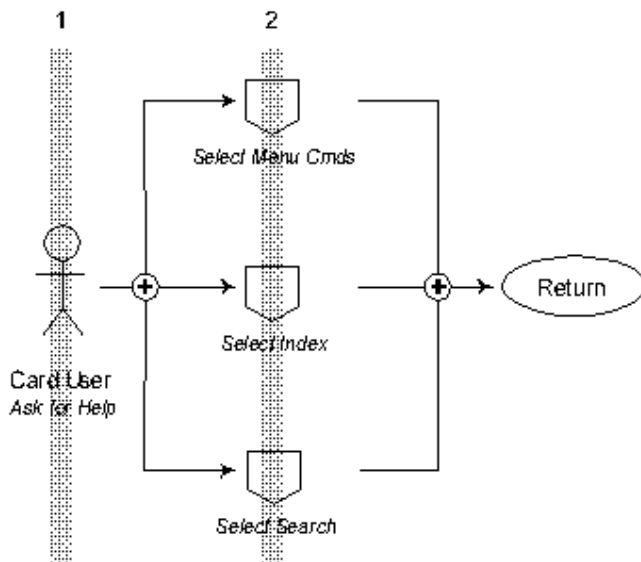 1
2
Select Menu Cmds
Return
Select Index
Card User
Ask for Help
Select Search